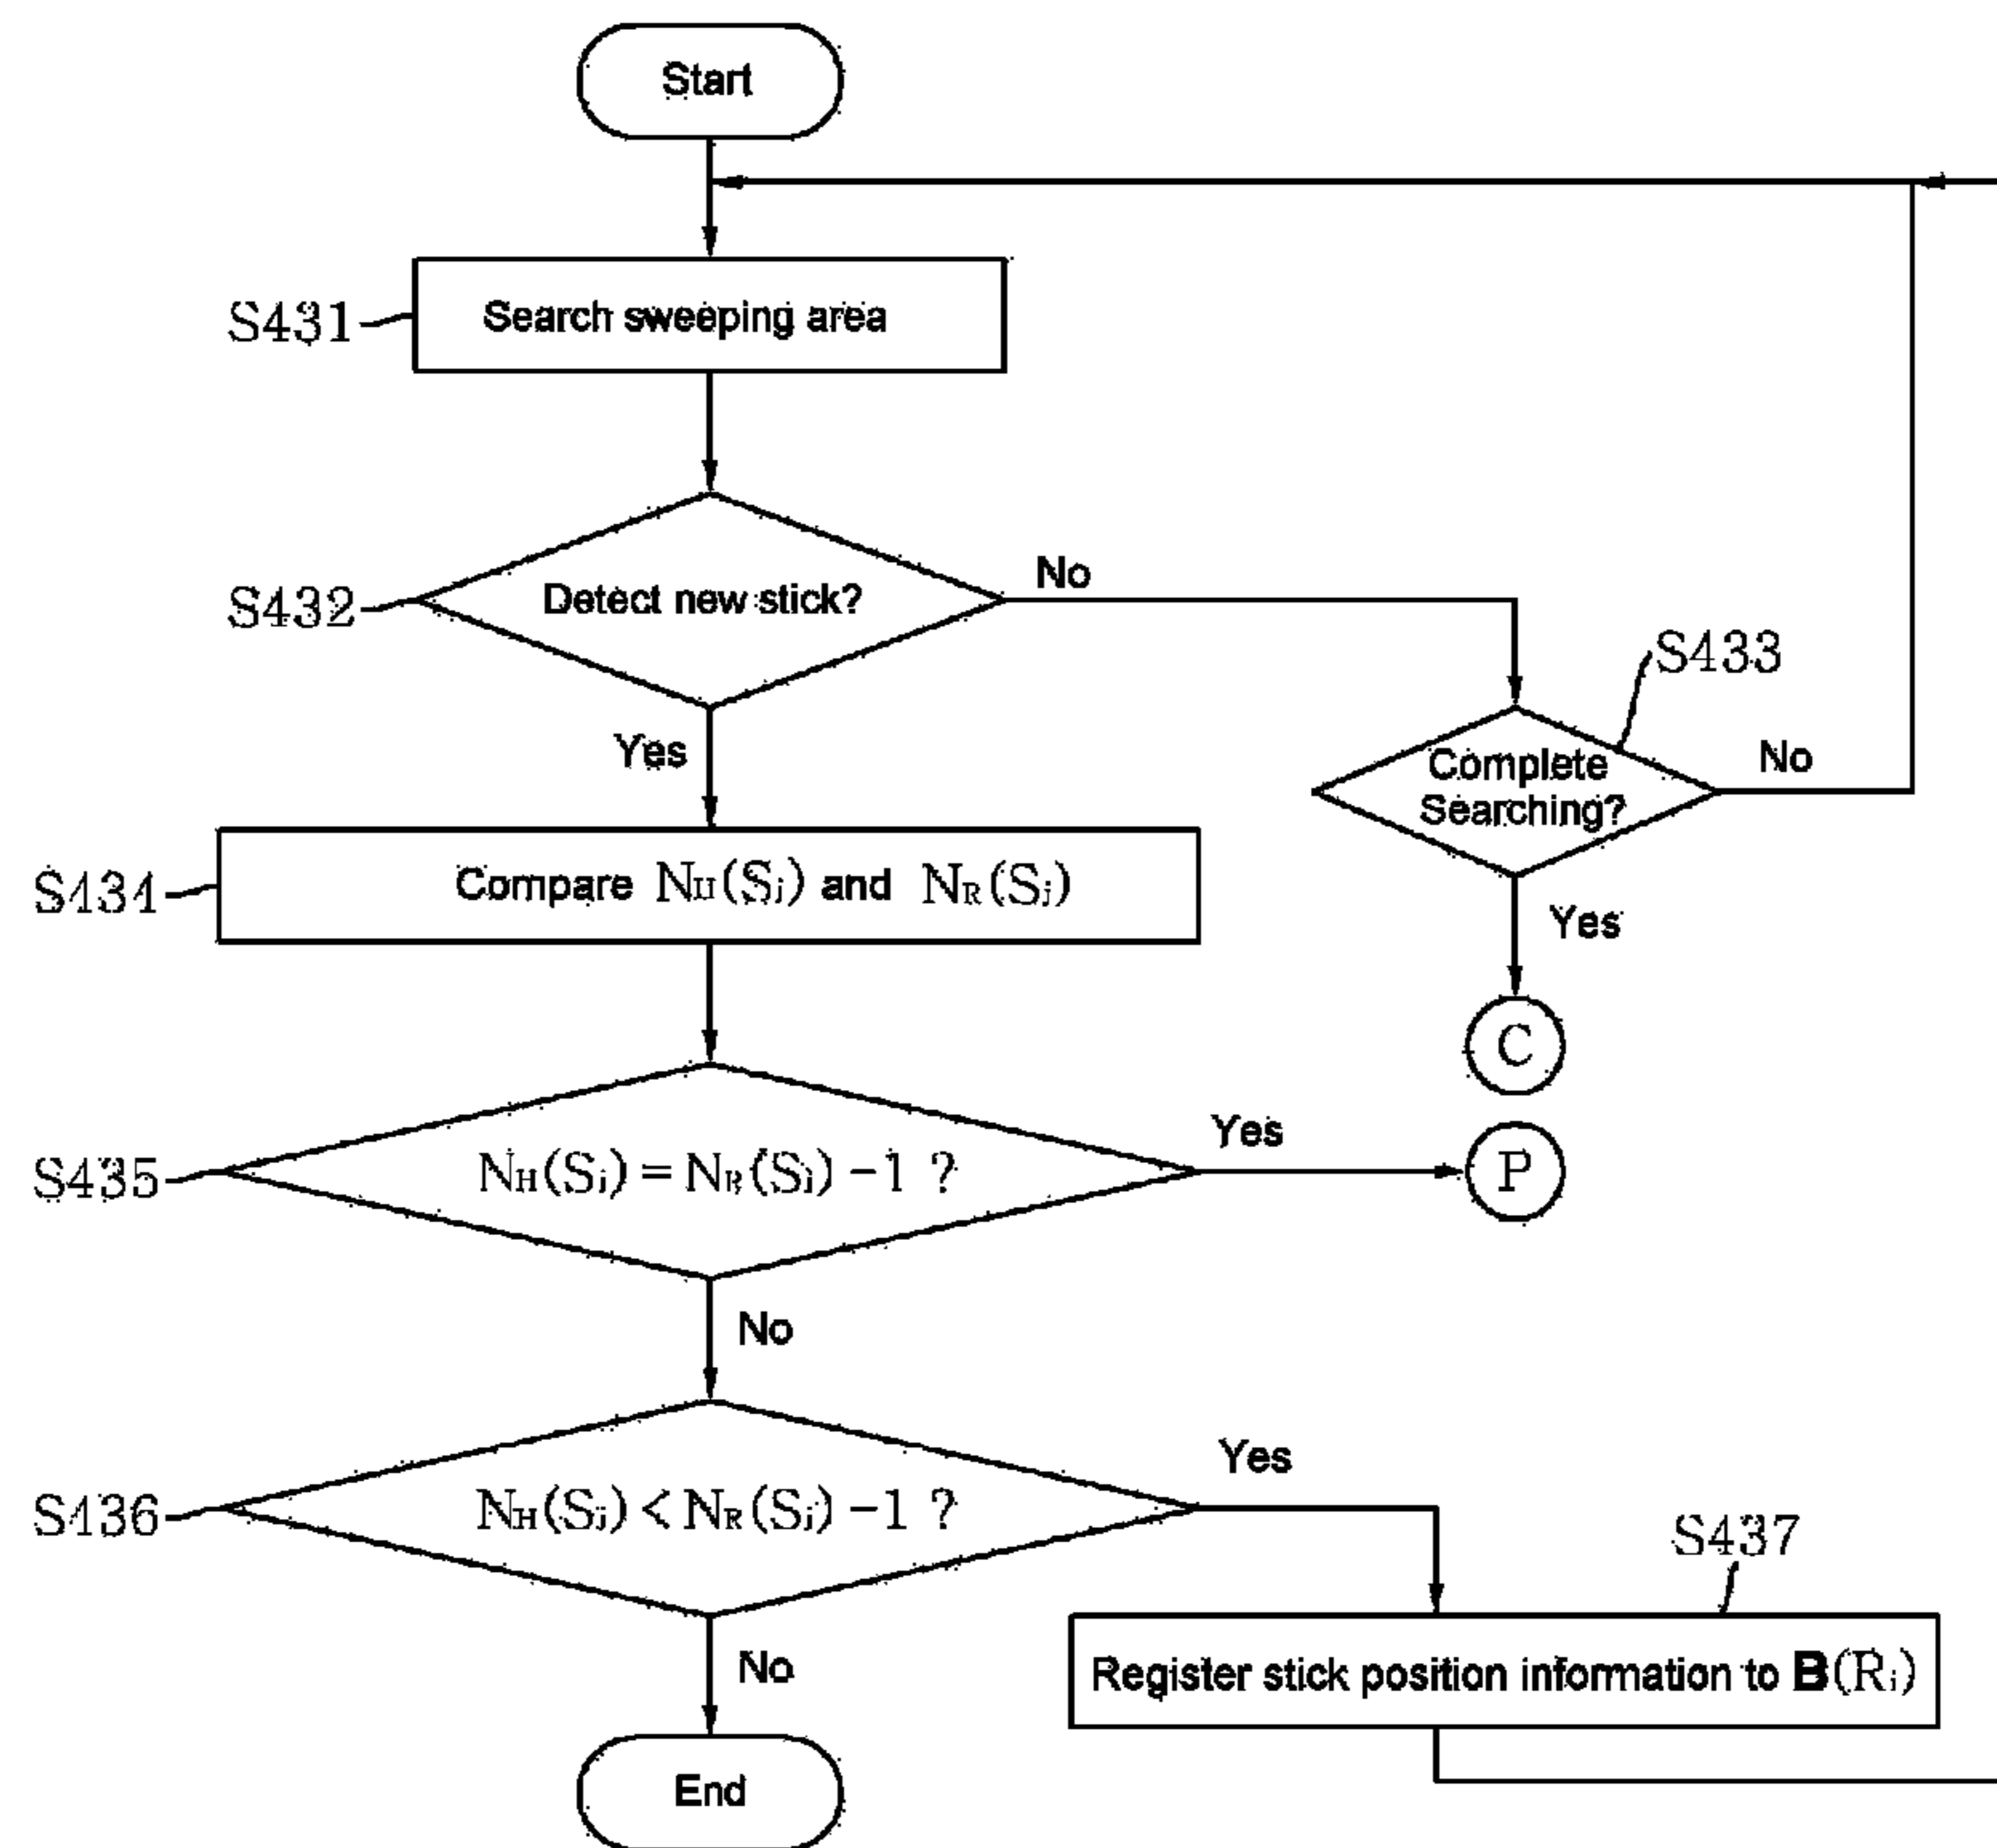 Start
S431
Search sweeping area
S432
Detect new stick?
No
S433
Complete
Searching?
No
Yes
Yes
S434
Compare N_H(S_j) and N_R(S_j)
C
S435
N_H(S_j) = N_R(S_j) -1 ?
Yes
P
No
S436
N_H(S_j) < N_R(S_j) -1 ?
Yes
S437
Register stick position information to B(R_i)
No
End